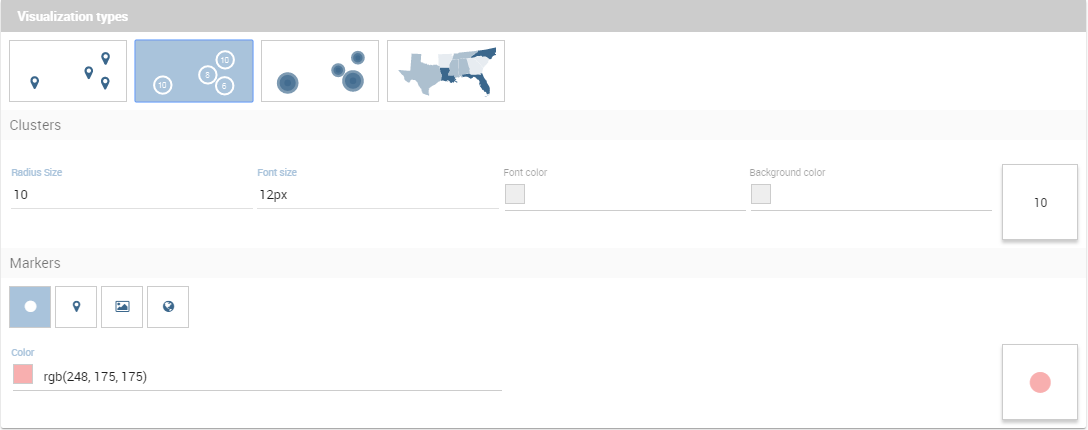 Visualization types
10
8
10
6
Clusters
Radius Size
Font size
Font color
Background color
10
12px
10
Markers
Color
rgb(248, 175, 175)